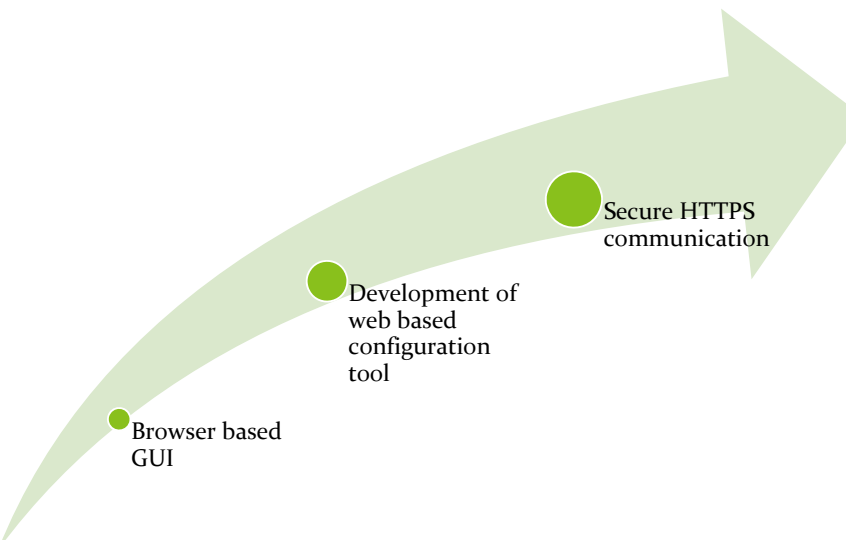 Secure HTTPS
communication
Development of
web based
configuration
tool
Browser based
GUI